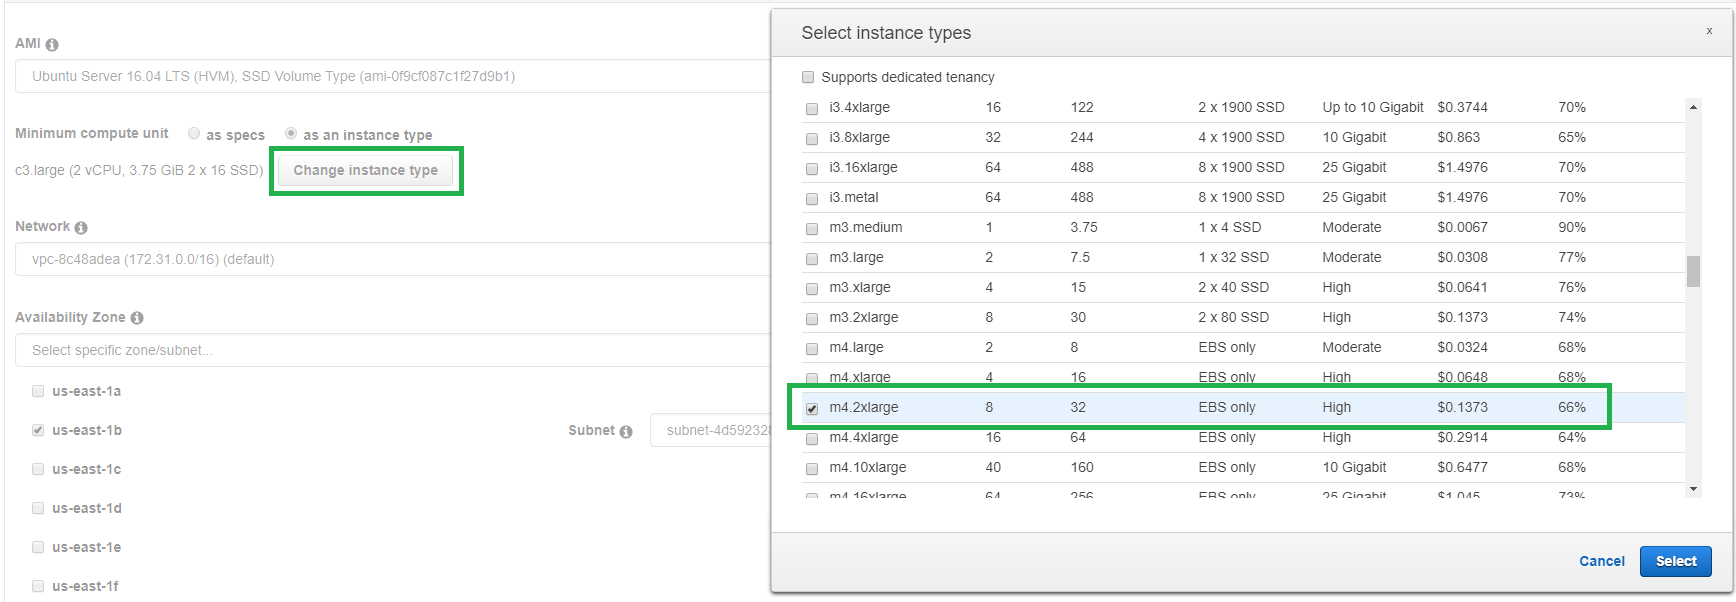 AMI
Ubuntu Server 16.04 LTS (HVM), SSD Volume Type (ami-0f9cf087c1f27d9b1)
Minimum compute unit as specs as an instance type
c3.large (2 vCPU, 3.75 GiB 2 x 16 SSD) Change instance type
Network
vpc-8c48adea (172.31.0.0/16) (default)
Availability Zone
Select specific zone/subnet...
us-east-1a
us-east-1b Subnet subnet-4d592328
us-east-1c
us-east-1d
us-east-1e
us-east-1f
Select instance types x
Supports dedicated tenancy
i3.4xlarge 16 122 2 x 1900 SSD Up to 10 Gigabit $0.3744 70%
i3.8xlarge 32 244 4 x 1900 SSD 10 Gigabit $0.863 65%
i3.16xlarge 64 488 8 x 1900 SSD 25 Gigabit $1.4976 70%
i3.metal 64 488 8 x 1900 SSD 25 Gigabit $1.4976 70%
m3.medium 1 3.75 1 x 4 SSD Moderate $0.0067 90%
m3.large 2 7.5 1 x 32 SSD Moderate $0.0308 77%
m3.xlarge 4 15 2 x 40 SSD High $0.0641 76%
m3.2xlarge 8 30 2 x 80 SSD High $0.1373 74%
m4.large 2 8 EBS only Moderate $0.0324 68%
m4.xlarge 4 16 EBS only High $0.0648 68%
m4.2xlarge 8 32 EBS only High $0.1373 66%
m4.4xlarge 16 64 EBS only High $0.2914 64%
m4.10xlarge 40 160 EBS only 10 Gigabit $0.6477 68%
m4.16xlarge 64 256 EBS only 25 Gigabit $1.045 73%
Cancel Select